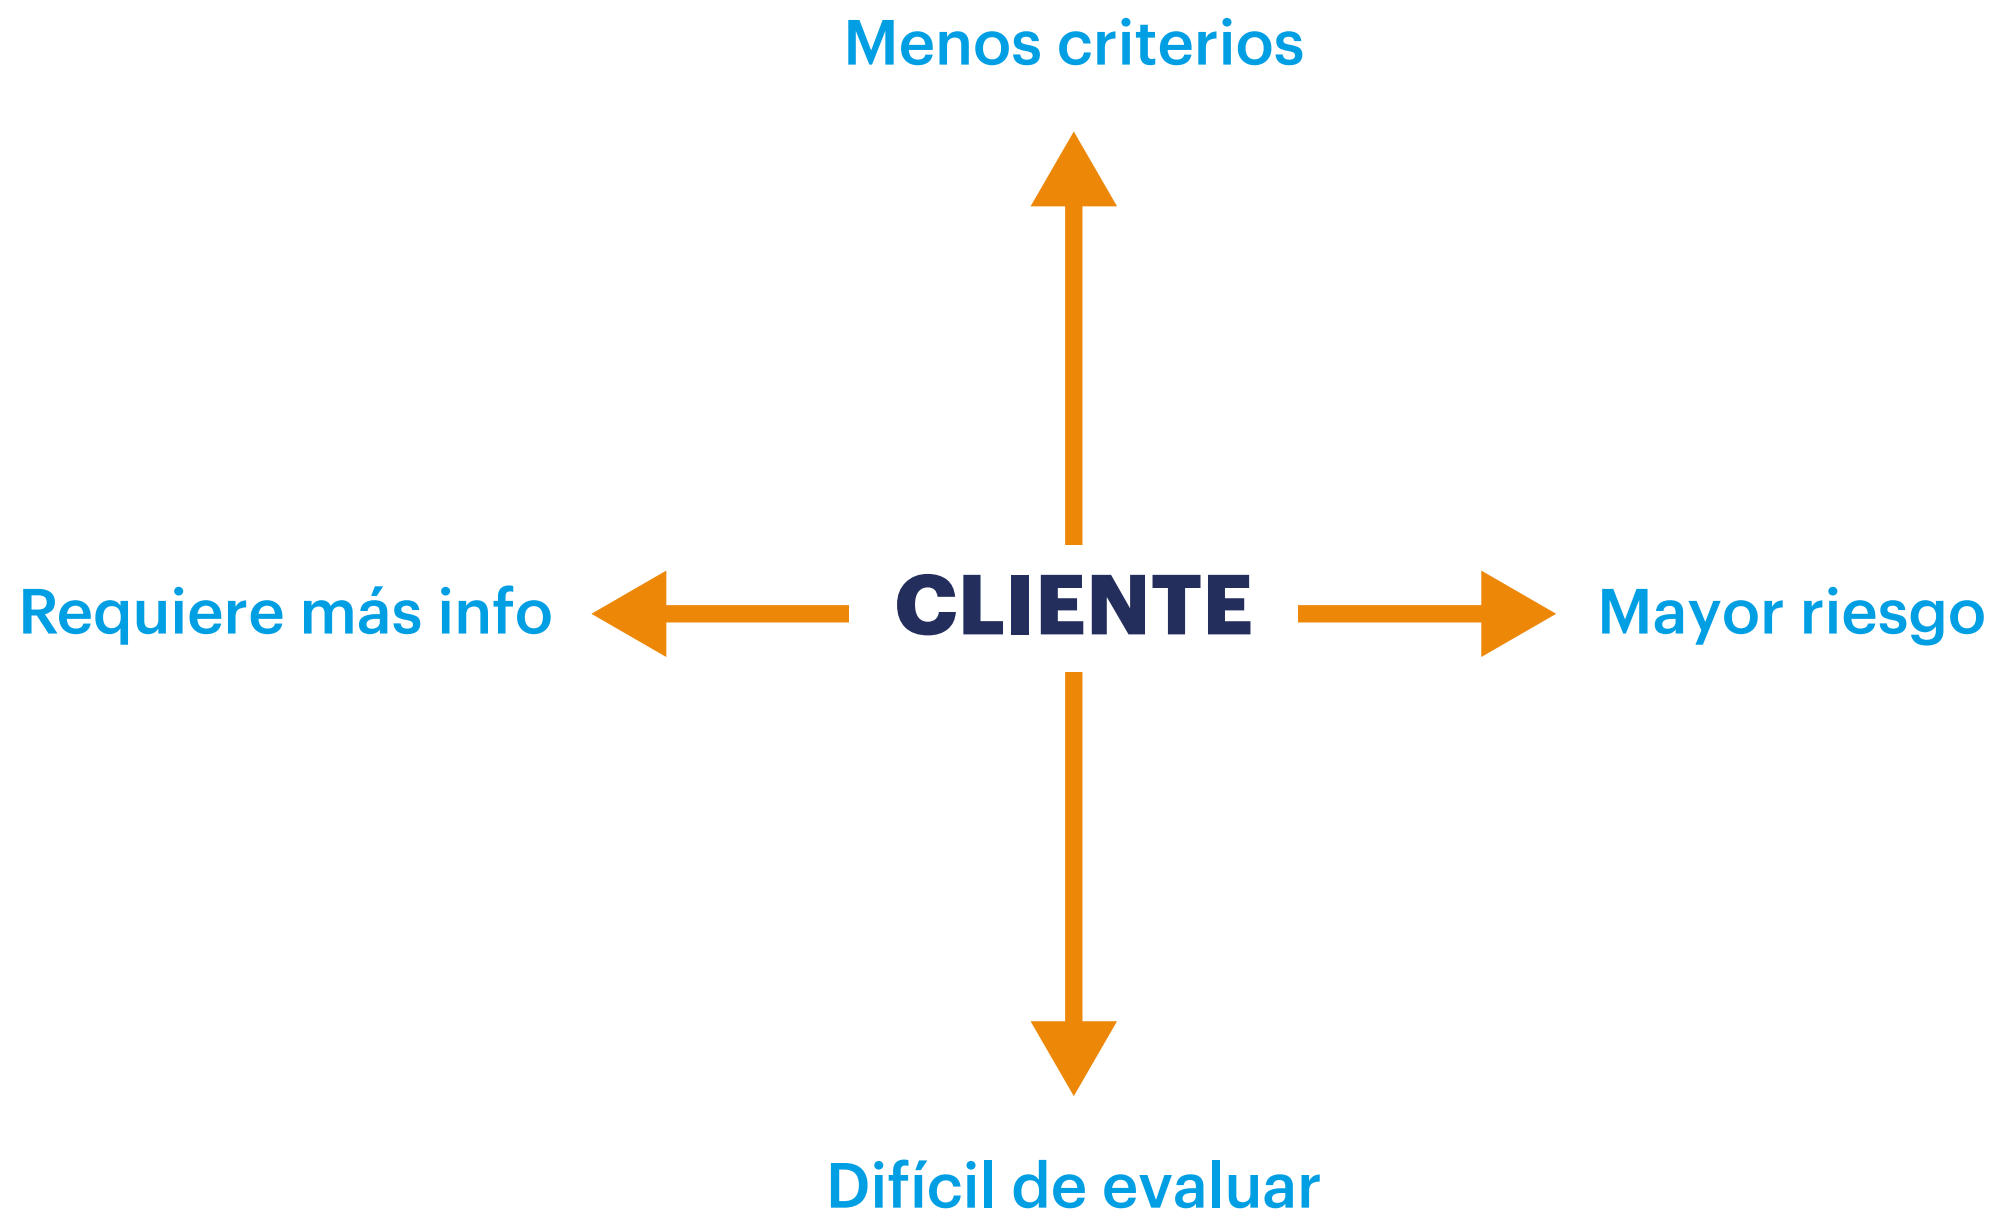 Menos criterios
Requiere más info
CLIENTE
Mayor riesgo
Difícil de evaluar